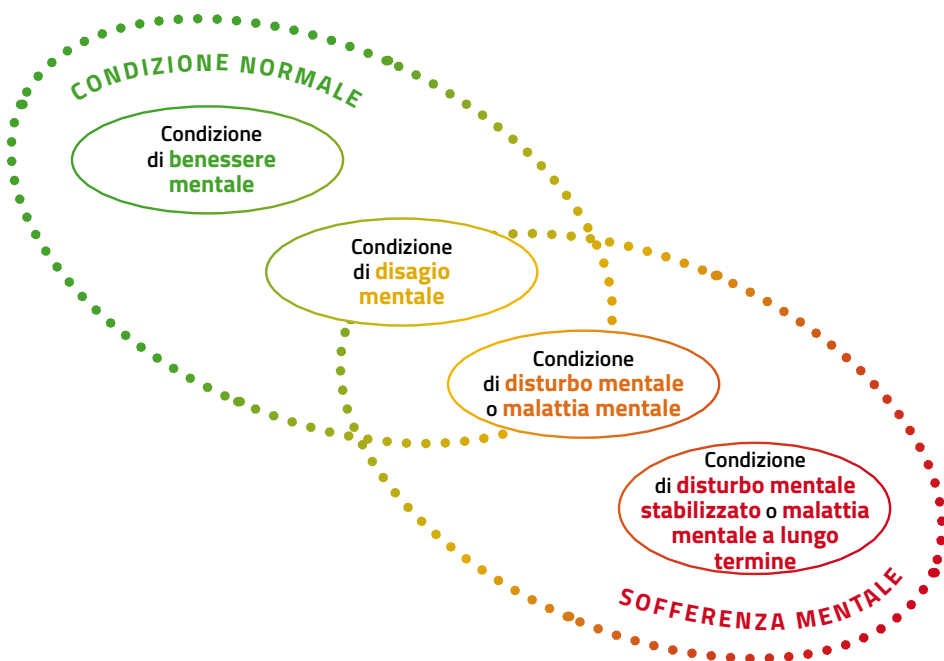 CONDIZIONE NORMALE
Condizione
di benessere
mentale
Condizione
di disagio
mentale
Condizione
di disturbo mentale
o malattia mentale
Condizione
di disturbo mentale
stabilizzato o malattia
mentale a lungo
termine
SOFFERENZA MENTALE